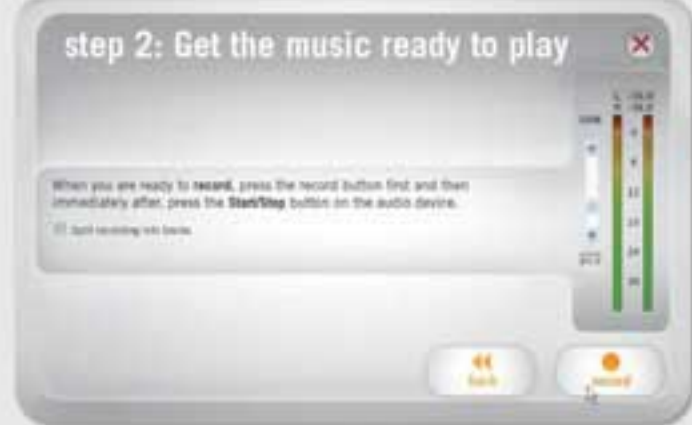 step 2: Get the music ready to play
L
R
When you are ready to record, press the record button first and then
immediately after, press the Start/Stop button on the audio device.
Split recording into tracks
back
record